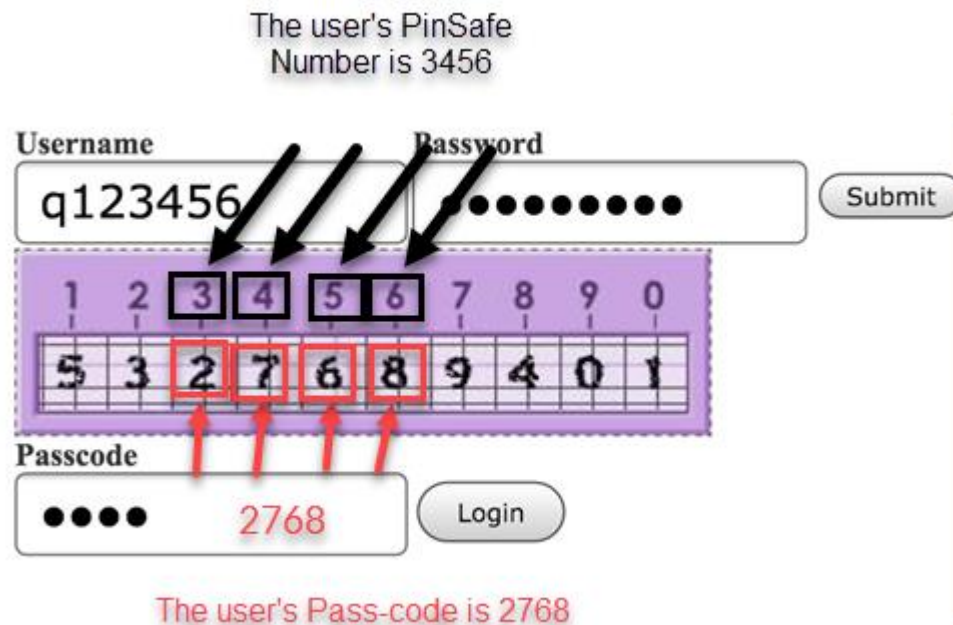 The user's PinSafe
Number is 3456
Username Password
q123456 ●●●●●●●●● Submit
1 2 3 4 5 6 7 8 9 0
5 3 2 7 6 8 9 4 0 1
Passcode
●●●● 2768 Login
The user's Pass-code is 2768